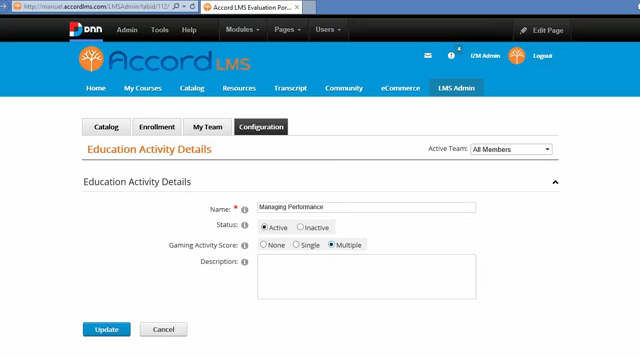 http://manuel.accordlms.com/LMSAdmin/tabid/112/
Accord LMS Evaluation Por...
DNN Admin Tools Help Modules Pages Users Edit Page
Accord LMS
4
IZM Admin Logout
Home My Courses Catalog Resources Transcript Community eCommerce LMS Admin
Catalog Enrollment My Team Configuration
Education Activity Details
Active Team: All Members
Education Activity Details
Name: * Managing Performance
Status: Active Inactive
Gaming Activity Score: None Single Multiple
Description:
Update Cancel